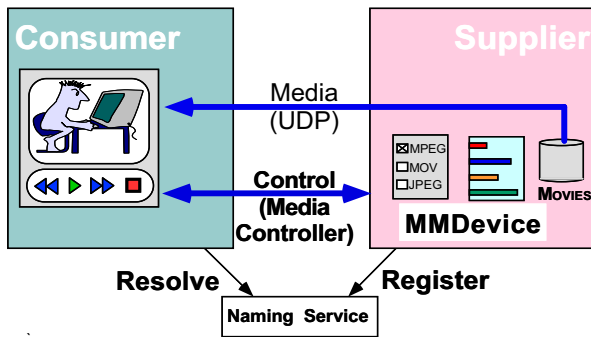 Consumer
Supplier
Media
(UDP)
MPEG
MOV
JPEG
MOVIES
Control
(Media
Controller)
MMDevice
Resolve
Register
Naming Service